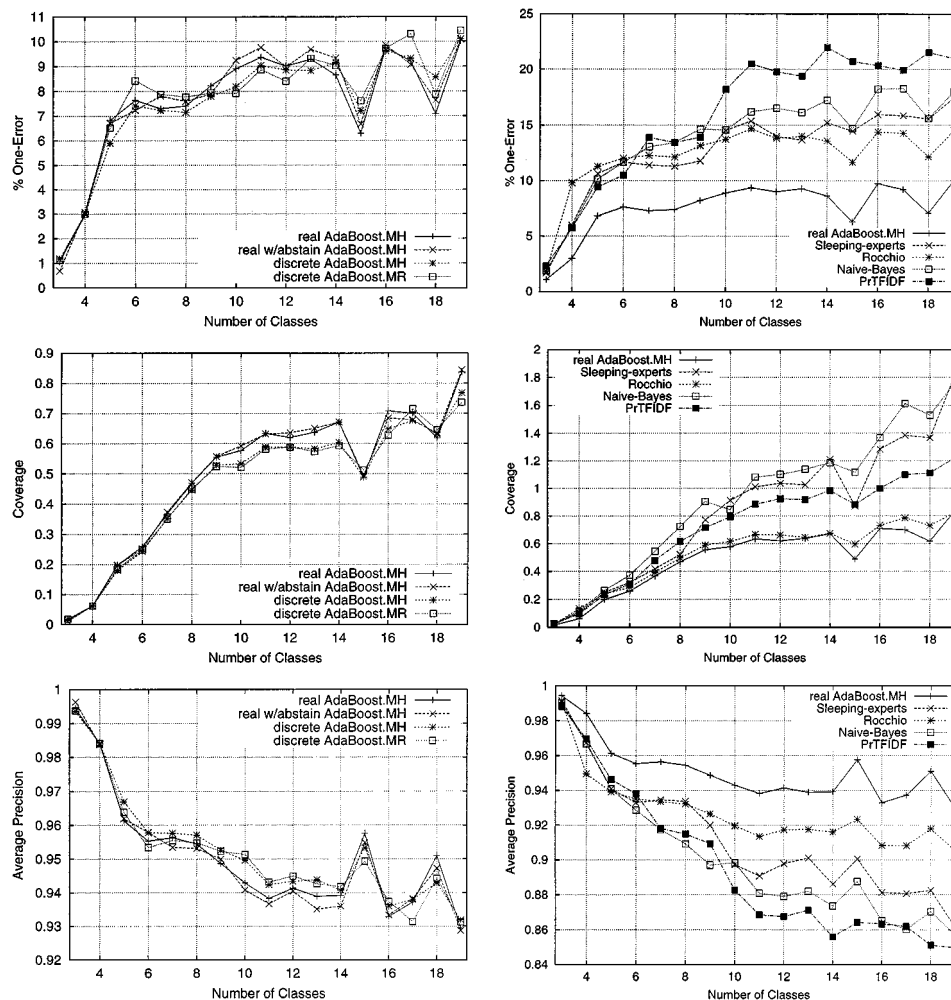 11
10
9
8
7
6
5
4
3
2
1
0
% One-Error
real AdaBoost.MH
real w/abstain AdaBoost.MH
discrete AdaBoost.MH
discrete AdaBoost.MR
4 6 8 10 12 14 16 18
Number of Classes
25
20
15
10
5
0
% One-Error
real AdaBoost.MH
Sleeping-experts
Rocchio
Naive-Bayes
PrTFIDF
4 6 8 10 12 14 16 18
Number of Classes
0.9
0.8
0.7
0.6
0.5
0.4
0.3
0.2
0.1
0
Coverage
real AdaBoost.MH
real w/abstain AdaBoost.MH
discrete AdaBoost.MH
discrete AdaBoost.MR
4 6 8 10 12 14 16 18
Number of Classes
2
1.8
1.6
1.4
1.2
1
0.8
0.6
0.4
0.2
0
Coverage
real AdaBoost.MH
Sleeping-experts
Rocchio
Naive-Bayes
PrTFIDF
4 6 8 10 12 14 16 18
Number of Classes
1
0.99
0.98
0.97
0.96
0.95
0.94
0.93
0.92
Average Precision
real AdaBoost.MH
real w/abstain AdaBoost.MH
discrete AdaBoost.MH
discrete AdaBoost.MR
4 6 8 10 12 14 16 18
Number of Classes
1
0.98
0.96
0.94
0.92
0.9
0.88
0.86
0.84
Average Precision
real AdaBoost.MH
Sleeping-experts
Rocchio
Naive-Bayes
PrTFIDF
4 6 8 10 12 14 16 18
Number of Classes